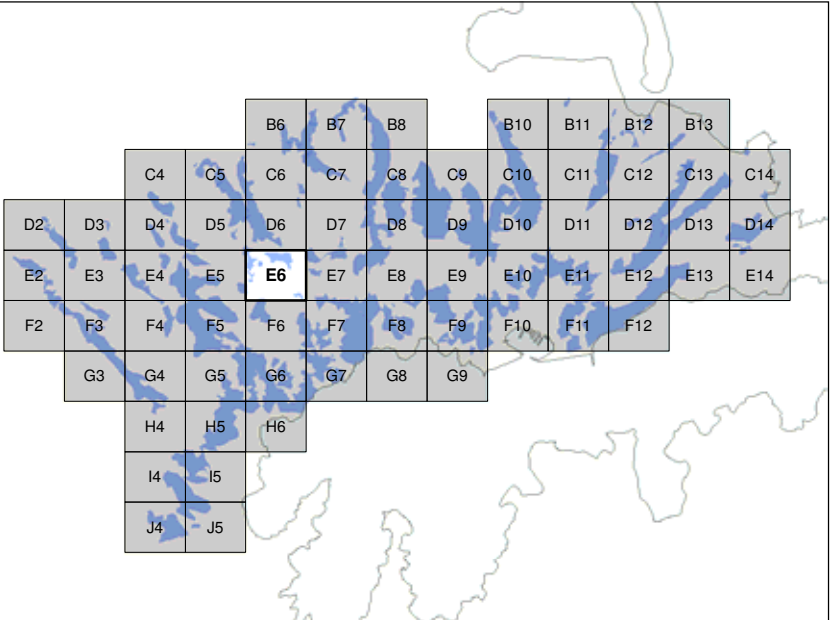 B6 B7 B8 B10 B11 B12 B13
C4 C5 C6 C7 C8 C9 C10 C11 C12 C13 C14
D2 D3 D4 D5 D6 D7 D8 D9 D10 D11 D12 D13 D14
E2 E3 E4 E5 E6 E7 E8 E9 E10 E11 E12 E13 E14
F2 F3 F4 F5 F6 F7 F8 F9 F10 F11 F12
G3 G4 G5 G6 G7 G8 G9
H4 H5 H6
I4 I5
J4 J5